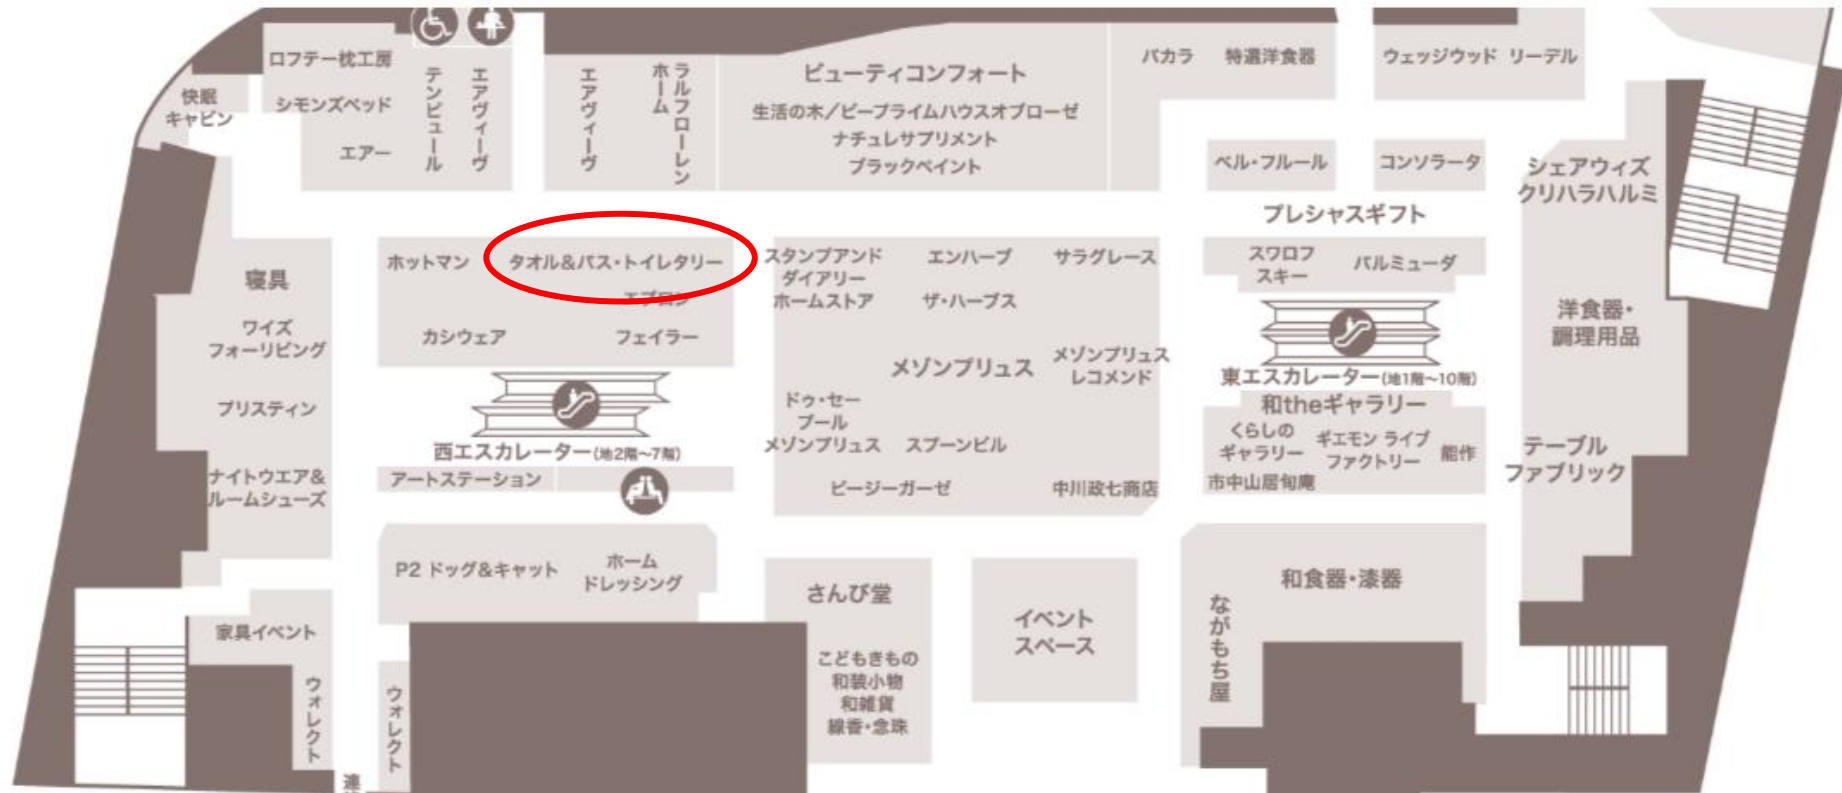 ロフテー枕工房
快眠
キャビン
シモンズベッド
エアー
テンピュール
エアヴィーヴ
エアヴィーヴ
ラルフローレン
ホーム
ビューティコンフォート
生活の木／ビープライムハウスオブローゼ
ナチュレサプリメント
ブラックペイント
バカラ
特選洋食器
ウェッジウッド
リーデル
ベル・フルール
コンソラータ
シェアウィズ
クリハラハルミ
プレシャスギフト
寝具
ワイズ
フォーリビング
プリスティン
ナイトウエア&
ルームシューズ
ホットマン
タオル&バス・トイレタリー
エプロン
カシウェア
フェイラー
西エスカレーター(地2階〜7階)
アートステーション
スタンプアンド
ダイアリー
ホームストア
エンハーブ
ザ・ハーブス
サラグレース
メゾンプリュス
メゾンプリュス
レコメンド
ドゥ・セー
プール
メゾンプリュス
スプーンビル
ビージーガーゼ
中川政七商店
スワロフ
スキー
バルミューダ
東エスカレーター(地1階〜10階)
和theギャラリー
くらしの
ギャラリー
ギエモン ライブ
ファクトリー
能作
市中山居旬庵
洋食器・
調理用品
テーブル
ファブリック
P2 ドッグ&キャット
ホーム
ドレッシング
家具イベント
ウォレクト
ウォレクト
さんび堂
こどもきもの
和装小物
和雑貨
線香・念珠
イベント
スペース
和食器・漆器
ながもち屋
連